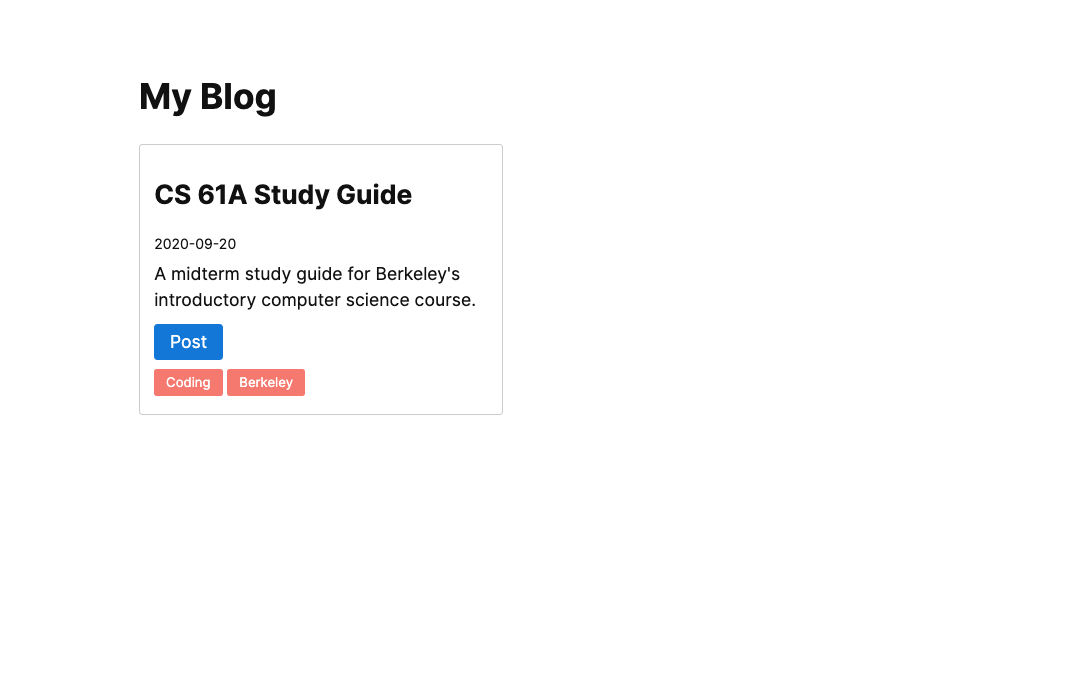 My Blog
CS 61A Study Guide
2020-09-20
A midterm study guide for Berkeley's
introductory computer science course.
Post
Coding Berkeley